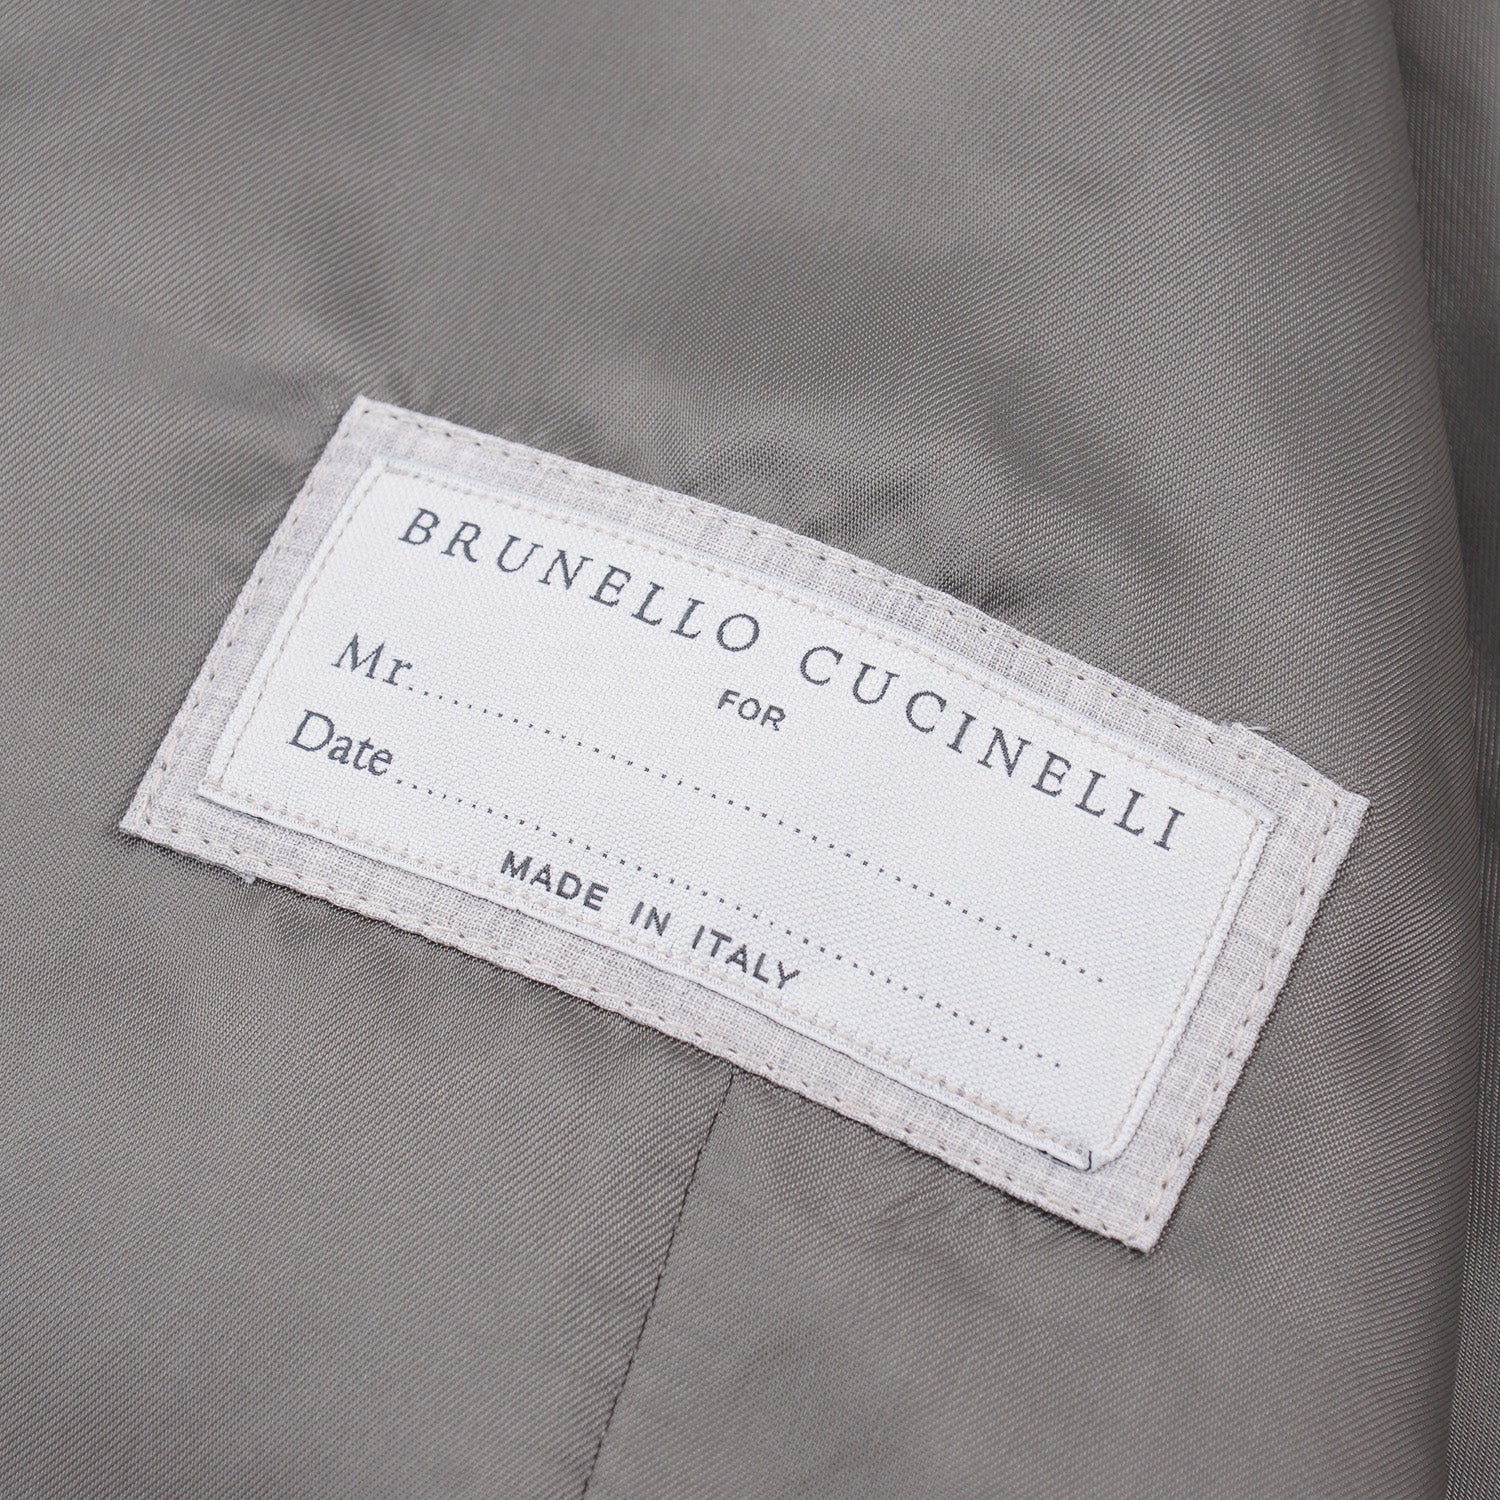 BRUNELLO CUCINELLI
FOR
Mr..............................................
Date..............................................
MADE IN ITALY